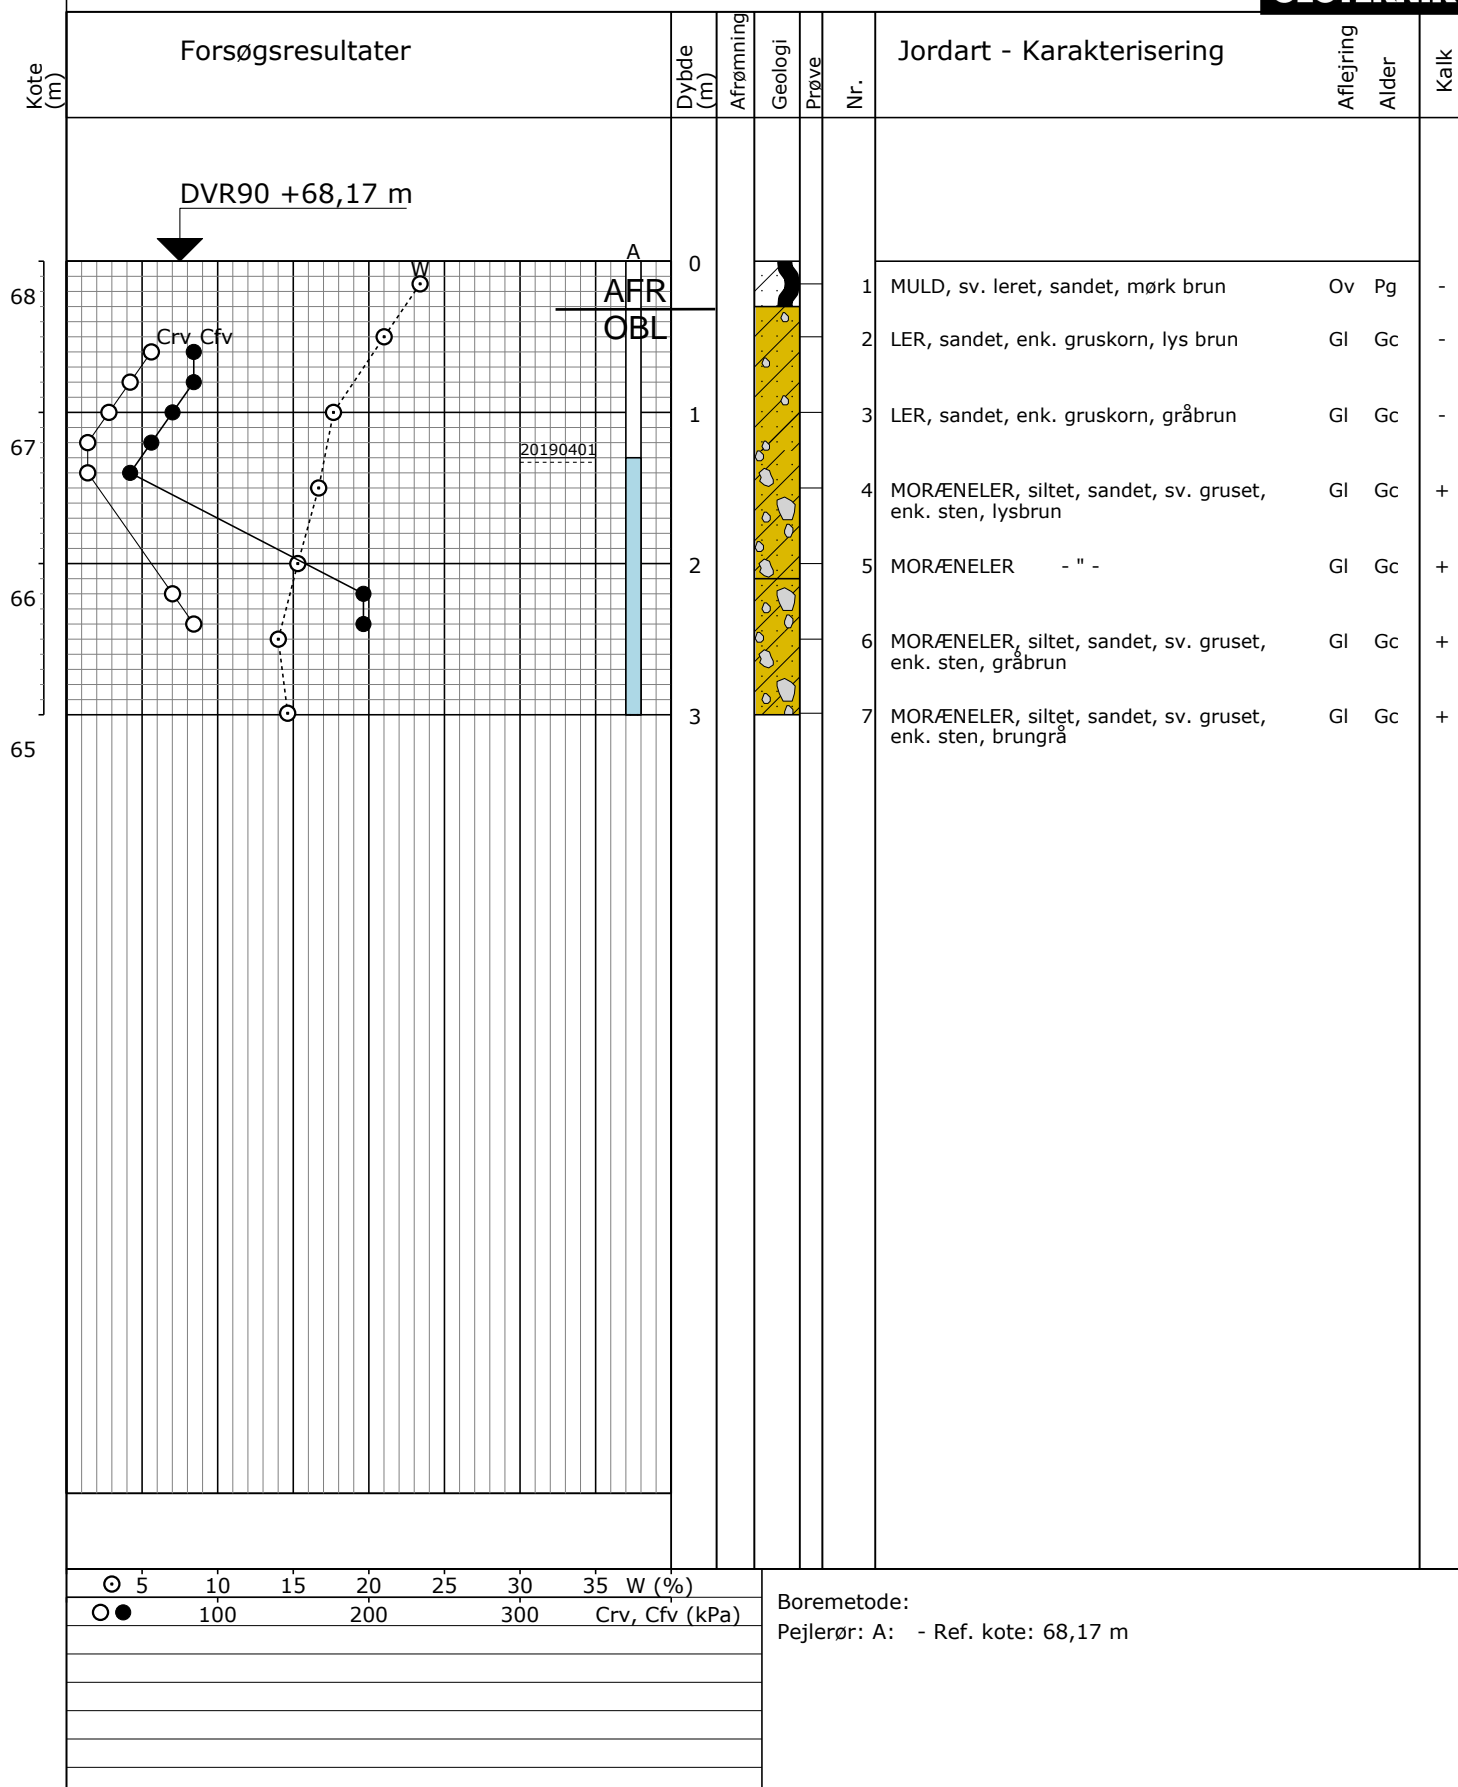 Kote (m)
Forsøgsresultater
Dybde (m)
Afrømning
Geologi
Prøve
Nr.
Jordart - Karakterisering
Aflejring
Alder
Kalk
DVR90 +68,17 m
A
W
0
68
AFR
1 MULD, sv. leret, sandet, mørk brun Ov Pg -
OBL
Crv Cfv
2 LER, sandet, enk. gruskorn, lys brun Gl Gc -
1
3 LER, sandet, enk. gruskorn, gråbrun Gl Gc -
67
20190401
4 MORÆNELER, siltet, sandet, sv. gruset, Gl Gc +
enk. sten, lysbrun
2
5 MORÆNELER - " - Gl Gc +
66
6 MORÆNELER, siltet, sandet, sv. gruset, Gl Gc +
enk. sten, gråbrun
3
7 MORÆNELER, siltet, sandet, sv. gruset, Gl Gc +
enk. sten, brungrå
65
5 10 15 20 25 30 35 W (%)
100 200 300 Crv, Cfv (kPa)
Boremetode:
Pejlerør: A: - Ref. kote: 68,17 m